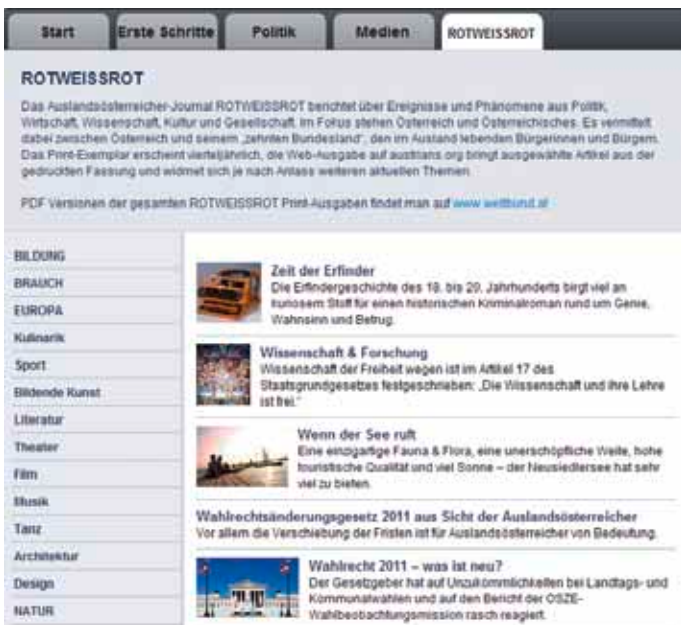 Start
Erste Schritte
Politik
Medien
ROTWEISSROT
ROTWEISSROT
Das Auslandsösterreicher-Journal ROTWEISSROT berichtet über Ereignisse und Phänomene aus Politik,
Wirtschaft, Wissenschaft, Kultur und Gesellschaft. Im Fokus stehen Österreich und Österreichisches. Es vermittelt
dabei zwischen Österreich und seinem „zehnten Bundesland“, den im Ausland lebenden Bürgerinnen und Bürgern.
Das Print-Exemplar erscheint vierteljährlich, die Web-Ausgabe auf austrians.org bringt ausgewählte Artikel aus der
gedruckten Fassung und widmet sich je nach Anlass weiteren aktuellen Themen.
PDF Versionen der gesamten ROTWEISSROT Print-Ausgaben findet man auf www.weltbund.at
BILDUNG
BRAUCH
EUROPA
Kulinarik
Sport
Bildende Kunst
Literatur
Theater
Film
Musik
Tanz
Architektur
Design
NATUR
Zeit der Erfinder
Die Erfindergeschichte des 18. bis 20. Jahrhunderts birgt viel an
kuriosem Stoff für einen historischen Kriminalroman rund um Genie,
Wahnsinn und Betrug.
Wissenschaft & Forschung
Wissenschaft der Freiheit wegen ist im Artikel 17 des
Staatsgrundgesetzes festgeschrieben: „Die Wissenschaft und ihre Lehre
ist frei.“
Wenn der See ruft
Eine einzigartige Fauna & Flora, eine unerschöpfliche Weite, hohe
touristische Qualität und viel Sonne – der Neusiedlersee hat sehr
viel zu bieten.
Wahlrechtsänderungsgesetz 2011 aus Sicht der Auslandsösterreicher
Vor allem die Verschiebung der Fristen ist für Auslandsösterreicher von Bedeutung.
Wahlrecht 2011 – was ist neu?
Der Gesetzgeber hat auf Unzukömmlichkeiten bei Landtags- und
Kommunalwahlen und auf den Bericht der OSZE-
Wahlbeobachtungsmission rasch reagiert.